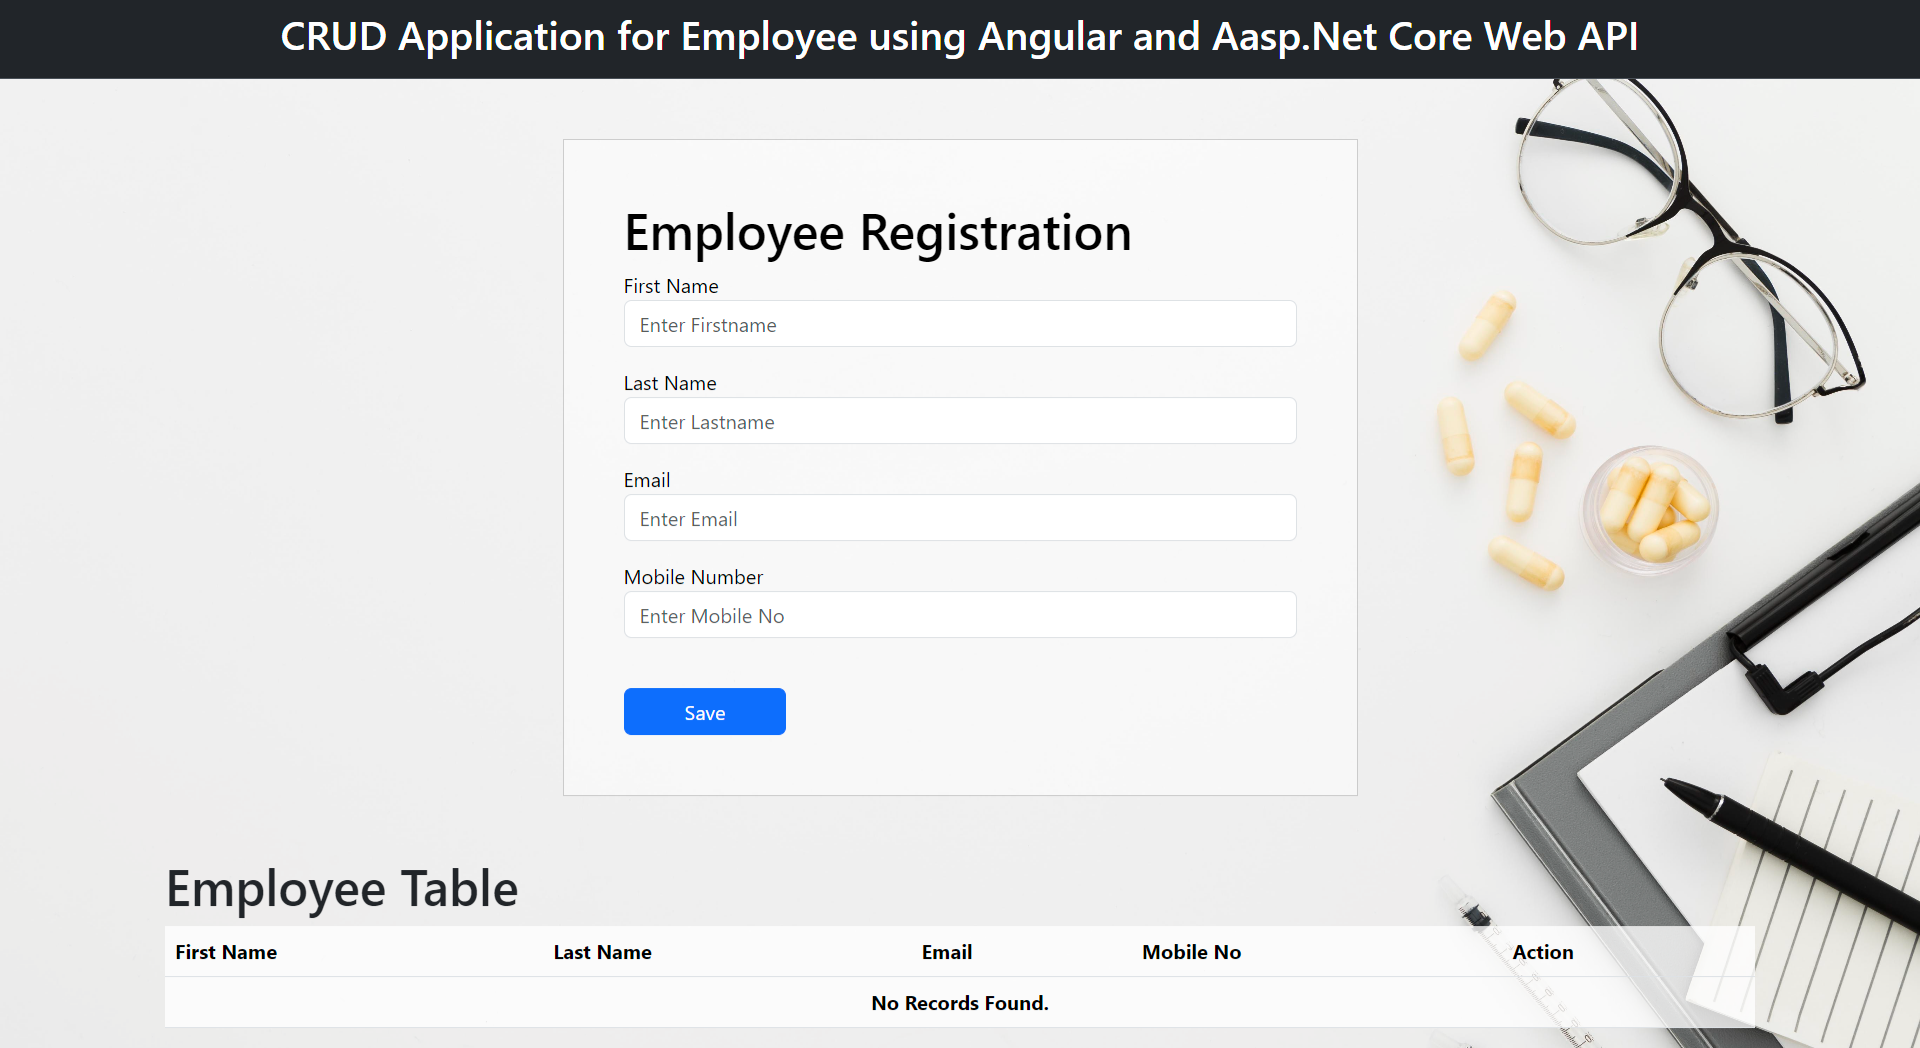 CRUD Application for Employee using Angular and Aasp.Net Core Web API
Employee Registration
First Name
Enter Firstname
Last Name
Enter Lastname
Email
Enter Email
Mobile Number
Enter Mobile No
Save
Employee Table
First Name Last Name Email Mobile No Action
No Records Found.